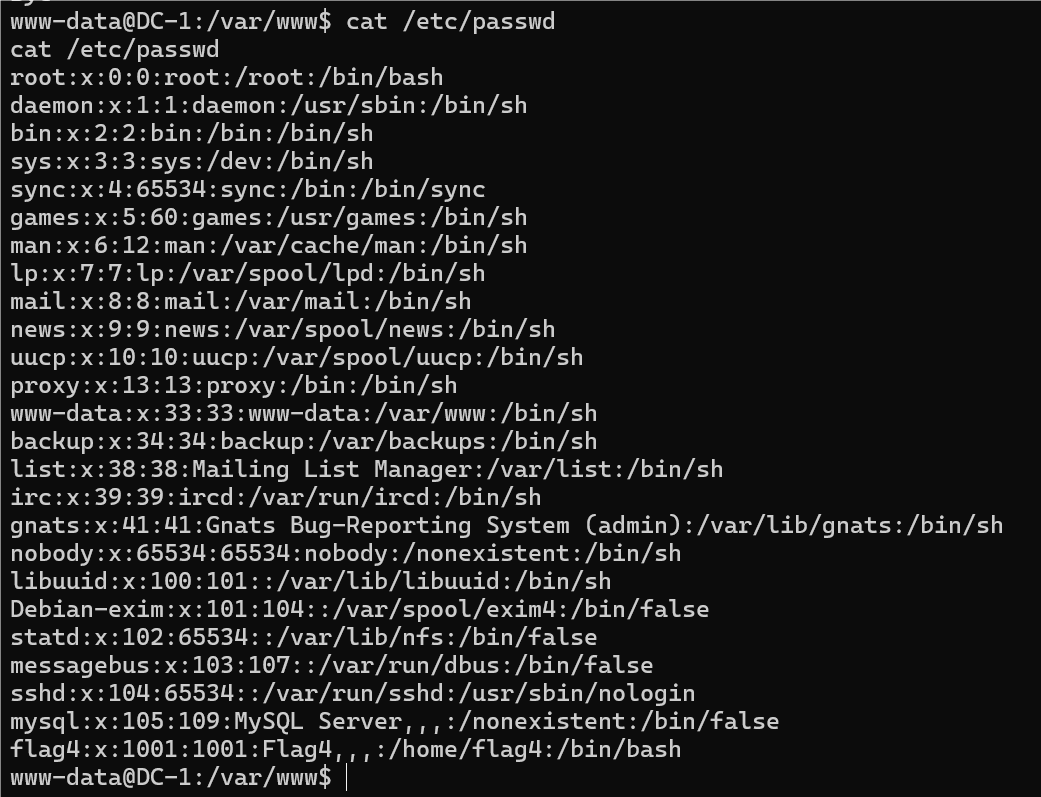 www-data@DC-1:/var/www$ cat /etc/passwd
cat /etc/passwd
root:x:0:0:root:/root:/bin/bash
daemon:x:1:1:daemon:/usr/sbin:/bin/sh
bin:x:2:2:bin:/bin:/bin/sh
sys:x:3:3:sys:/dev:/bin/sh
sync:x:4:65534:sync:/bin:/bin/sync
games:x:5:60:games:/usr/games:/bin/sh
man:x:6:12:man:/var/cache/man:/bin/sh
lp:x:7:7:lp:/var/spool/lpd:/bin/sh
mail:x:8:8:mail:/var/mail:/bin/sh
news:x:9:9:news:/var/spool/news:/bin/sh
uucp:x:10:10:uucp:/var/spool/uucp:/bin/sh
proxy:x:13:13:proxy:/bin:/bin/sh
www-data:x:33:33:www-data:/var/www:/bin/sh
backup:x:34:34:backup:/var/backups:/bin/sh
list:x:38:38:Mailing List Manager:/var/list:/bin/sh
irc:x:39:39:ircd:/var/run/ircd:/bin/sh
gnats:x:41:41:Gnats Bug-Reporting System (admin):/var/lib/gnats:/bin/sh
nobody:x:65534:65534:nobody:/nonexistent:/bin/sh
libuuid:x:100:101::/var/lib/libuuid:/bin/sh
Debian-exim:x:101:104::/var/spool/exim4:/bin/false
statd:x:102:65534::/var/lib/nfs:/bin/false
messagebus:x:103:107::/var/run/dbus:/bin/false
sshd:x:104:65534::/var/run/sshd:/usr/sbin/nologin
mysql:x:105:109:MySQL Server,,,:/nonexistent:/bin/false
flag4:x:1001:1001:Flag4,,,:/home/flag4:/bin/bash
www-data@DC-1:/var/www$